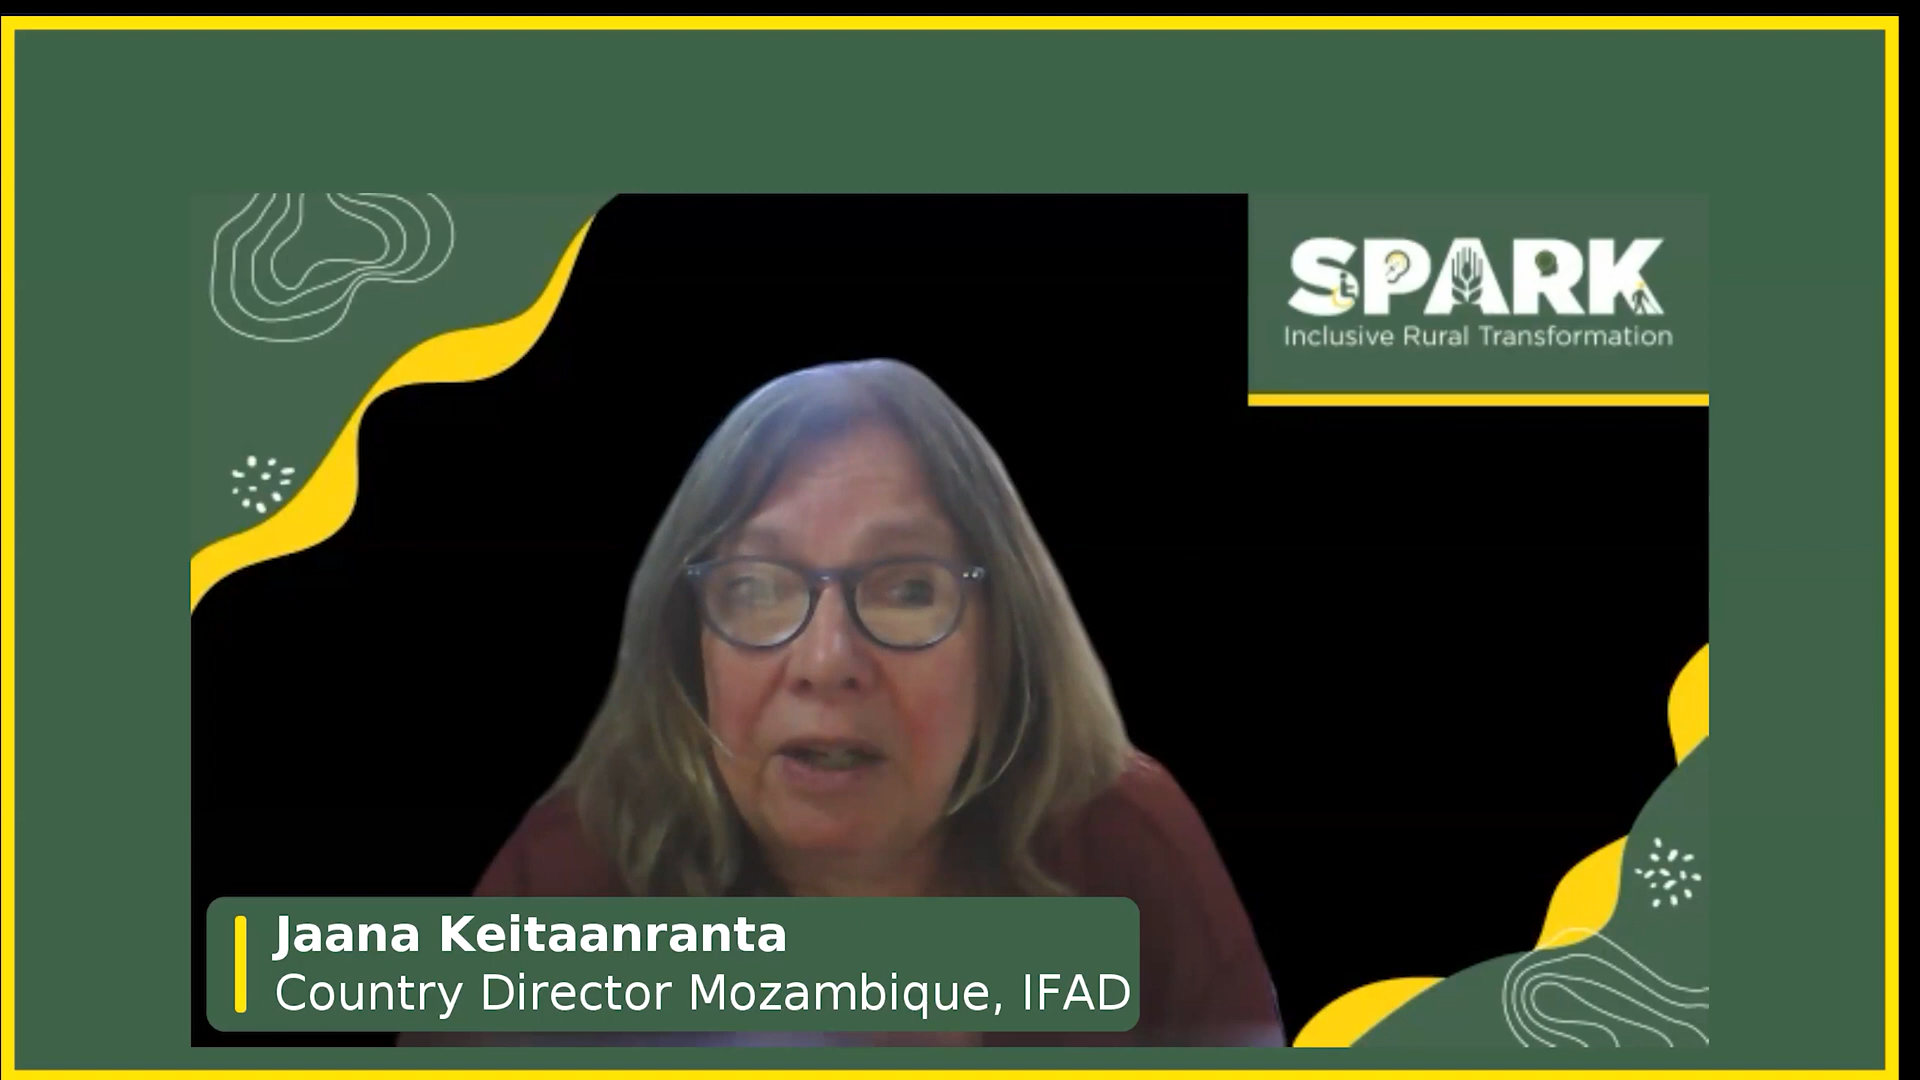 SPARK
Inclusive Rural Transformation
Jaana Keitaanranta
Country Director Mozambique, IFAD